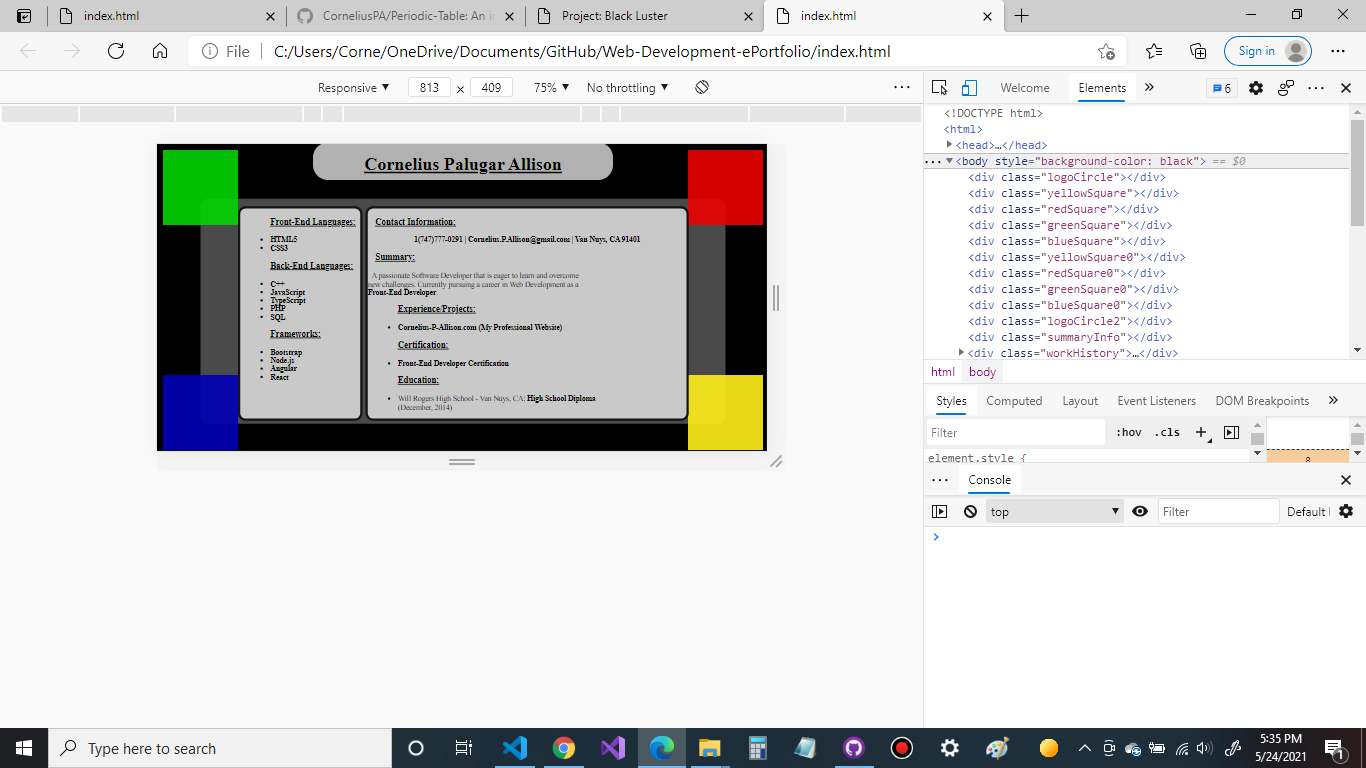 index.html
CorneliusPA/Periodic-Table: An i
Project: Black Luster
index.html
File
C:/Users/Corne/OneDrive/Documents/GitHub/Web-Development-ePortfolio/index.html
Sign in
Responsive
813
×
409
75%
No throttling
Welcome
Elements
6
<!DOCTYPE html>
<html>
<head>…</head>
<body style="background-color: black"> == $0
<div class="logoCircle"></div>
<div class="yellowSquare"></div>
<div class="redSquare"></div>
<div class="greenSquare"></div>
<div class="blueSquare"></div>
<div class="yellowSquare0"></div>
<div class="redSquare0"></div>
<div class="greenSquare0"></div>
<div class="blueSquare0"></div>
<div class="logoCircle2"></div>
<div class="summaryInfo"></div>
<div class="workHistory">…</div>
html body
Styles Computed Layout Event Listeners DOM Breakpoints
Filter
:hov .cls
element.style {
8
Console
top
Filter
Default
Cornelius Palugar Allison
Front-End Languages:
HTML5
CSS3
Back-End Languages:
C++
JavaScript
TypeScript
PHP
SQL
Frameworks:
Bootstrap
Node.js
Angular
React
Contact Information:
1(747)777-0291 | Cornelius.P.Allison@gmail.com | Van Nuys, CA 91401
Summary:
A passionate Software Developer that is eager to learn and overcome
new challenges. Currently pursuing a career in Web Development as a
Front-End Developer.
Experience/Projects:
Cornelius-P-Allison.com (My Professional Website)
Certification:
Front-End Developer Certification
Education:
Will Rogers High School - Van Nuys, CA: High School Diploma
(December, 2014)
Type here to search
5:35 PM
5/24/2021
1